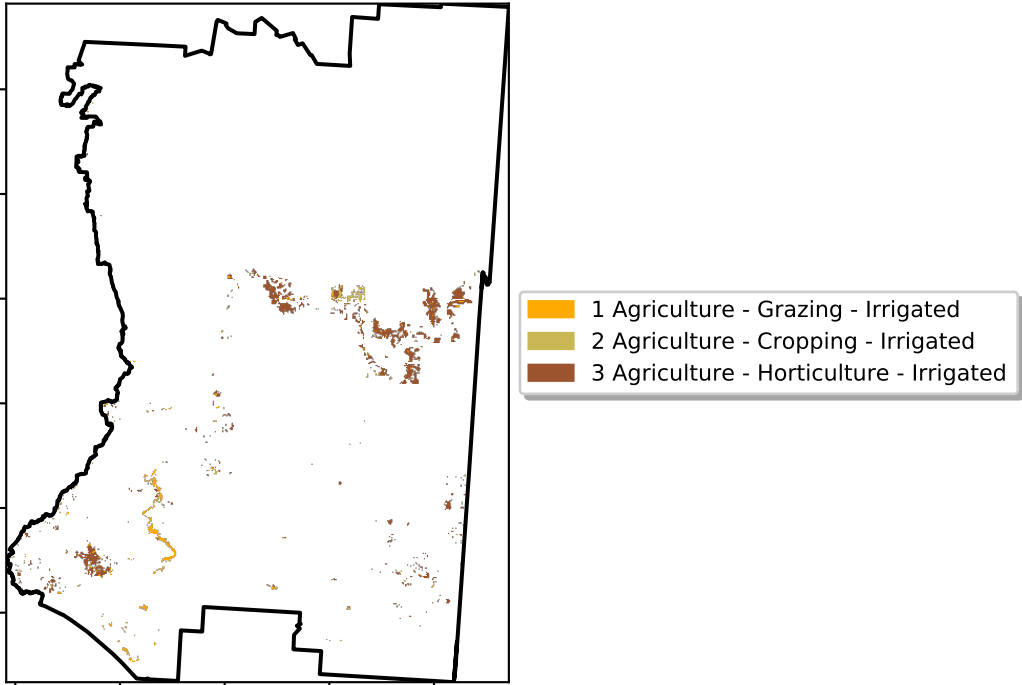 1 Agriculture - Grazing - Irrigated
2 Agriculture - Cropping - Irrigated
3 Agriculture - Horticulture - Irrigated